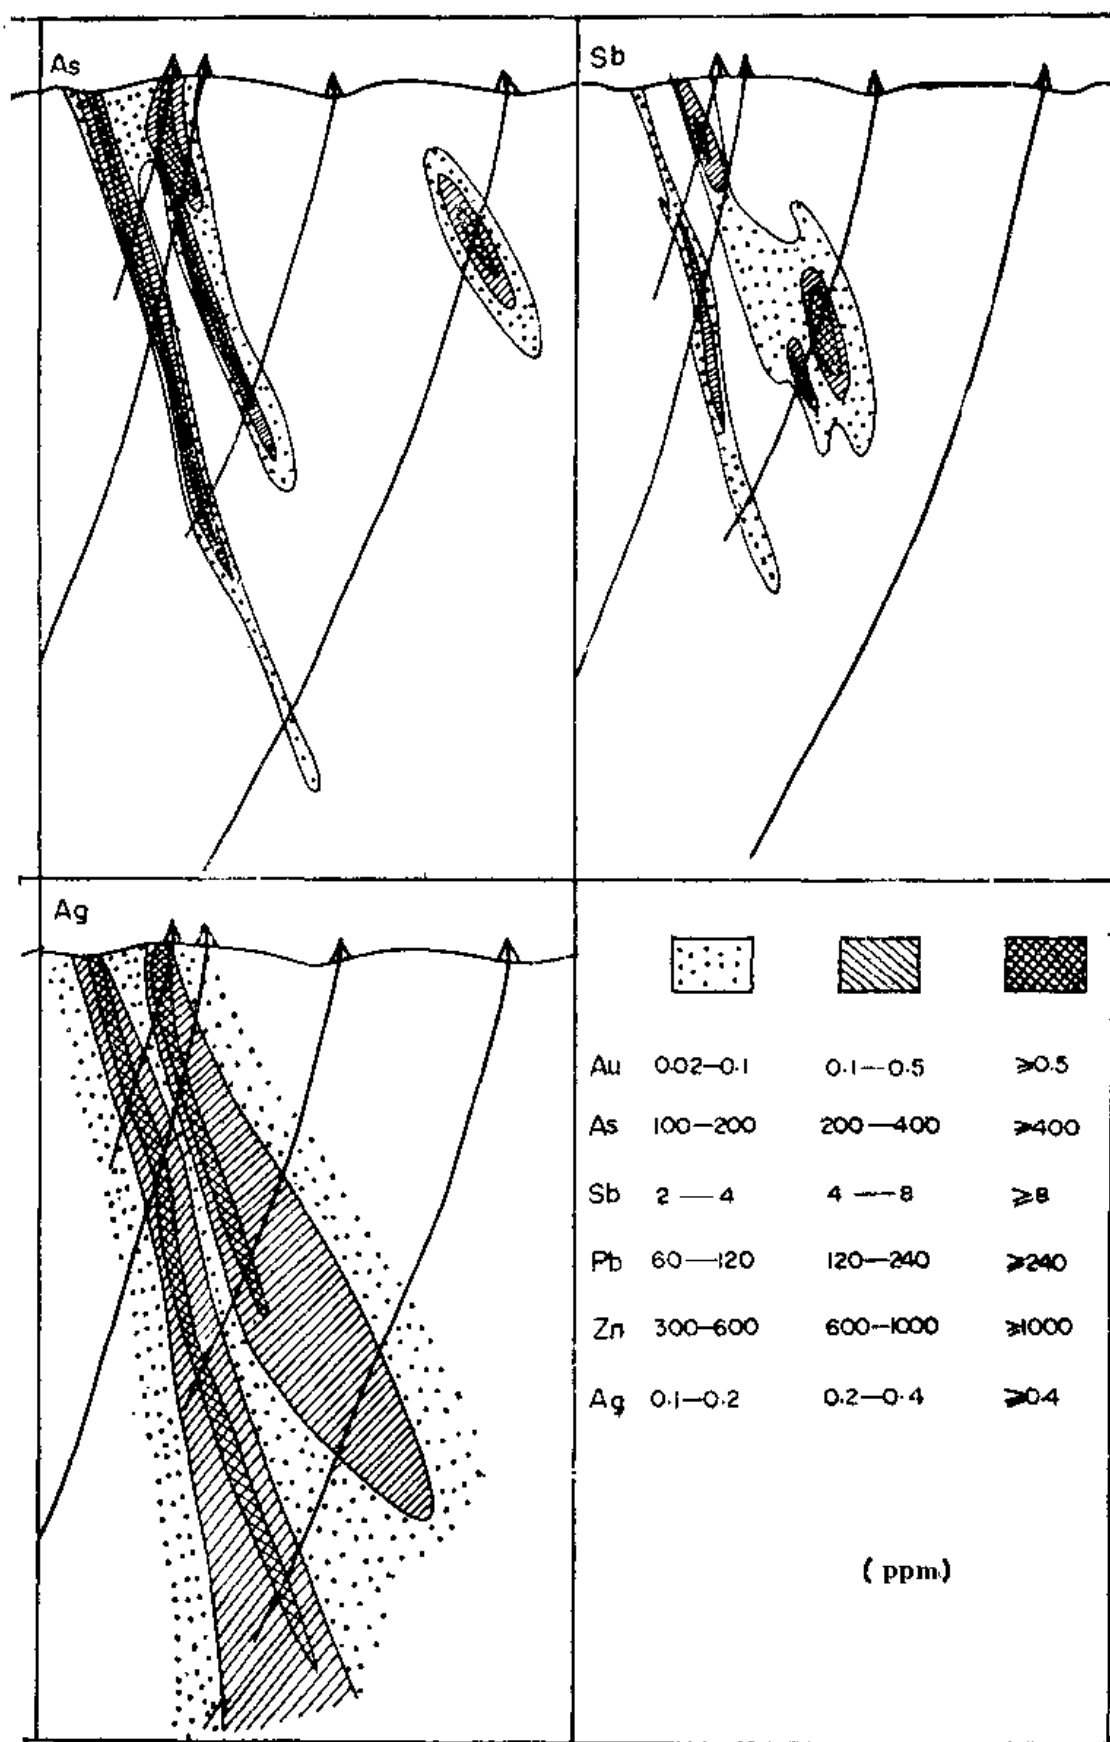 As
Sb
Ag
Au 0.02—0.1 0.1—0.5 ≥0.5
As 100—200 200—400 ≥400
Sb 2—4 4—8 ≥8
Pb 60—120 120—240 ≥240
Zn 300—600 600—1000 ≥1000
Ag 0.1—0.2 0.2—0.4 ≥0.4
(ppm)